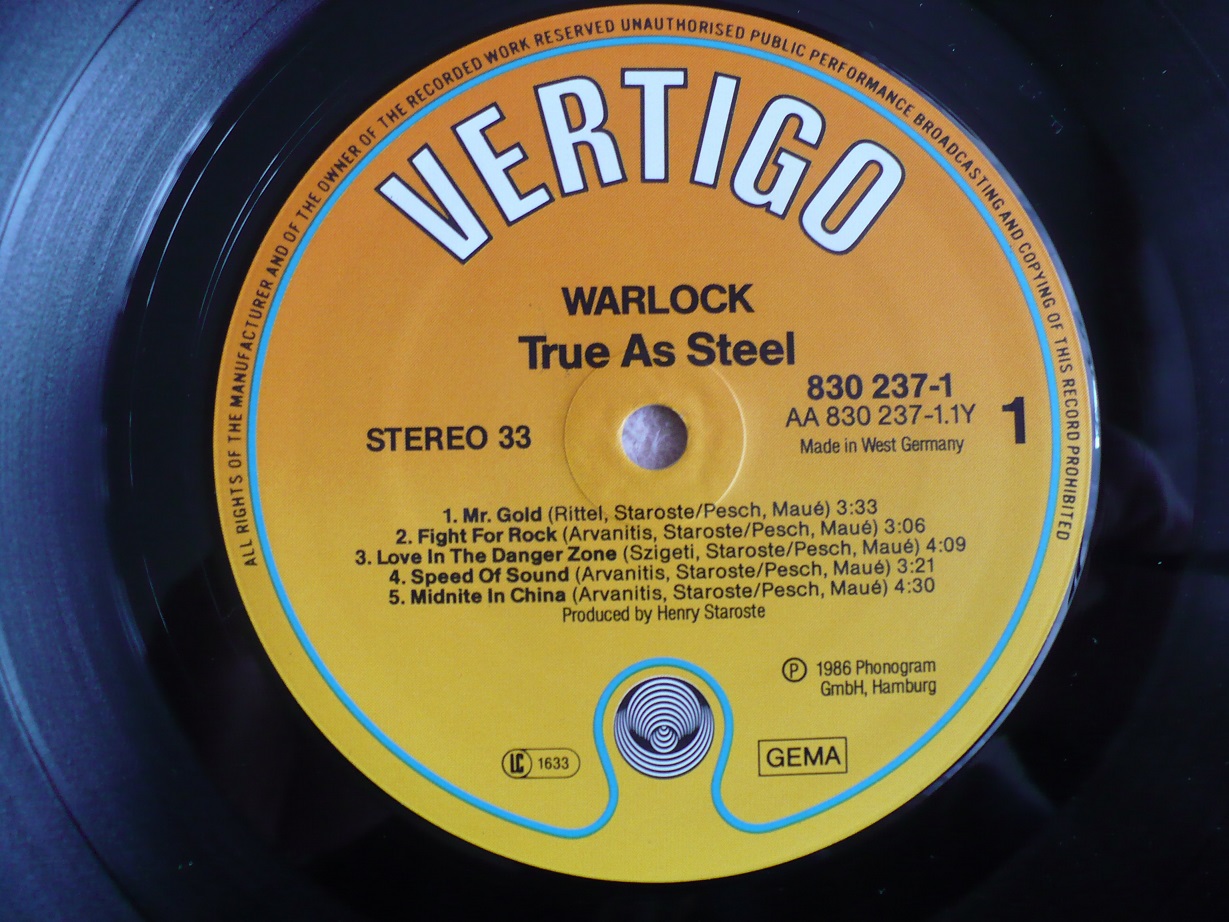 ALL RIGHTS OF THE MANUFACTURER AND OF THE OWNER OF THE RECORDED WORK RESERVED UNAUTHORISED PUBLIC PERFORMANCE BROADCASTING AND COPYING OF THIS RECORD PROHIBITED
VERTIGO
WARLOCK
True As Steel
830 237-1
AA 830 237-1.1Y
1
STEREO 33
Made in West Germany
1. Mr. Gold (Rittel, Staroste/Pesch, Maué) 3:33
2. Fight For Rock (Arvanitis, Staroste/Pesch, Maué) 3:06
3. Love In The Danger Zone (Szigeti, Staroste/Pesch, Maué) 4:09
4. Speed Of Sound (Arvanitis, Staroste/Pesch, Maué) 3:21
5. Midnite In China (Arvanitis, Staroste/Pesch, Maué) 4:30
Produced by Henry Staroste
Ⓟ 1986 Phonogram
GmbH, Hamburg
LC 1633
GEMA